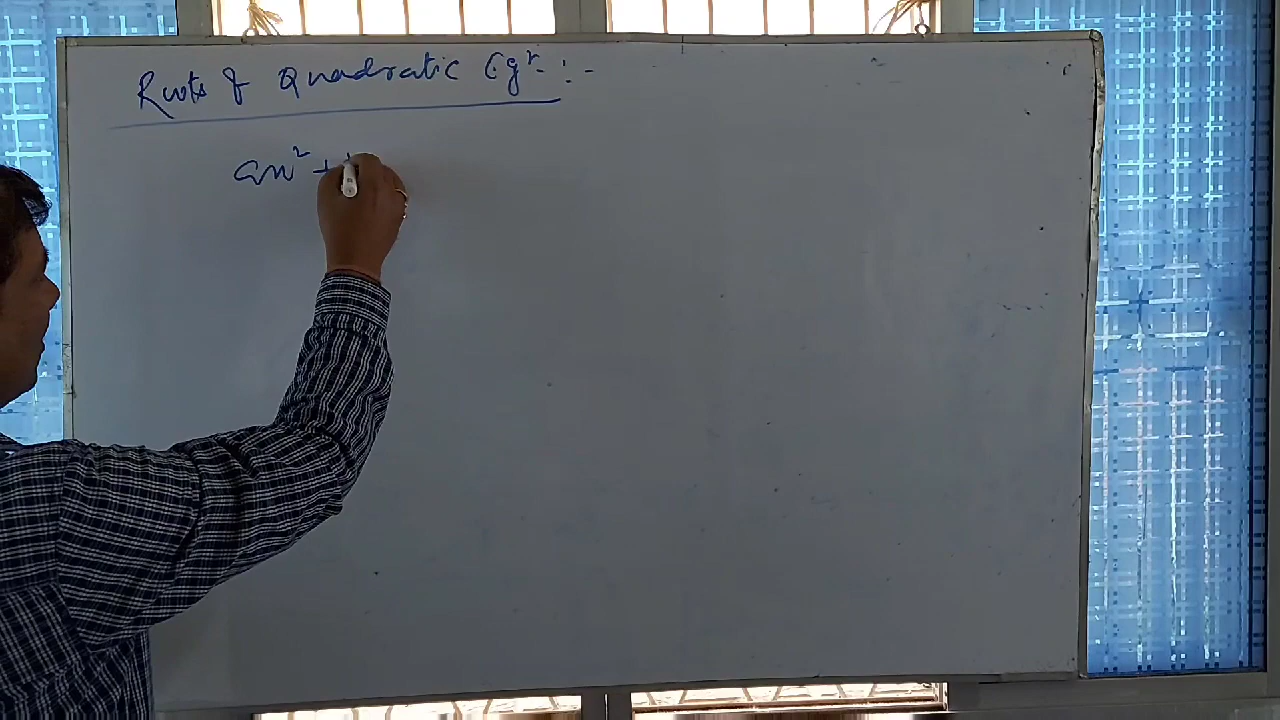 Roots of Quadratic Eqn :-
ax² +